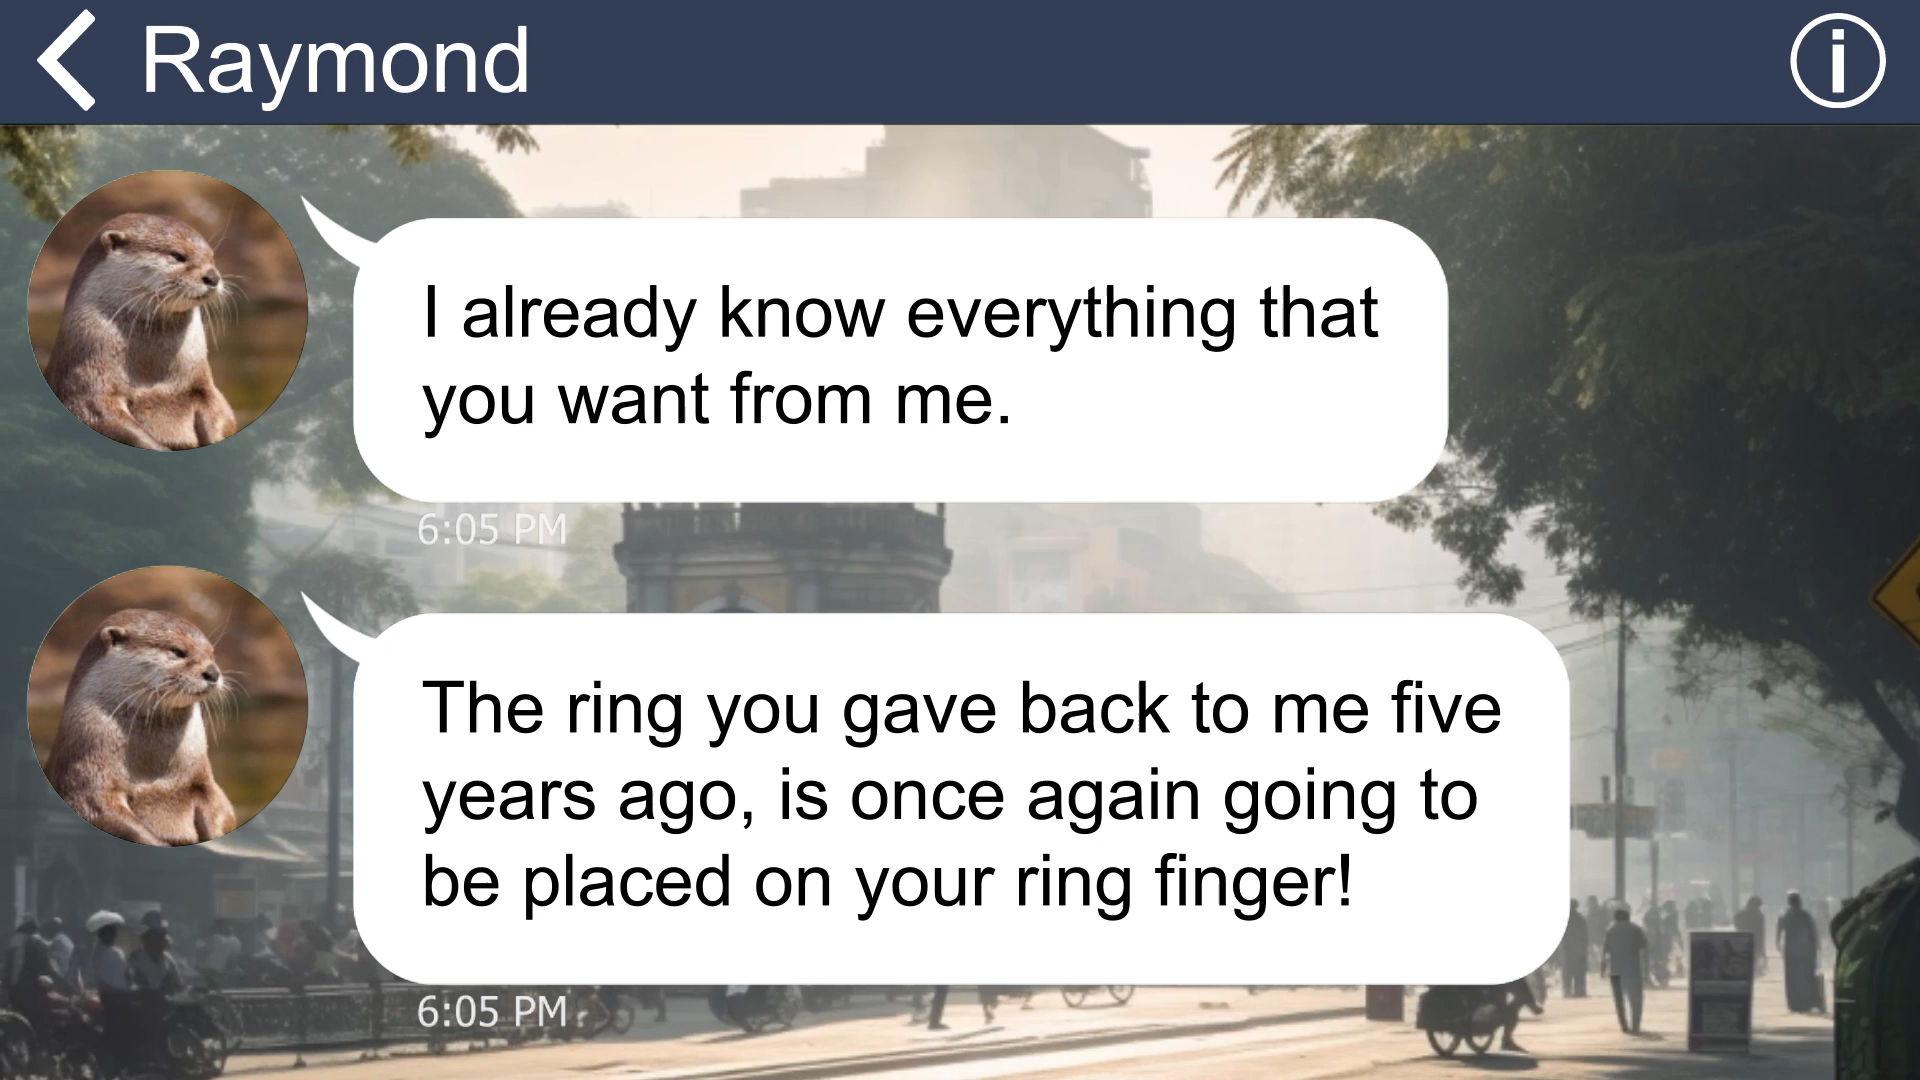 Raymond
I already know everything that
you want from me.
6:05 PM
The ring you gave back to me five
years ago, is once again going to
be placed on your ring finger!
6:05 PM